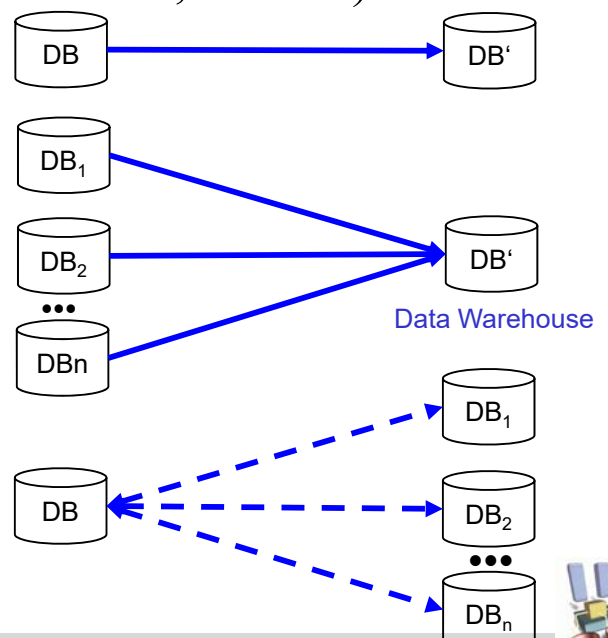 DB
DB‘
DB₁
DB₂
•••
DBn
DB‘
Data Warehouse
DB
DB₁
DB₂
•••
DBₙ